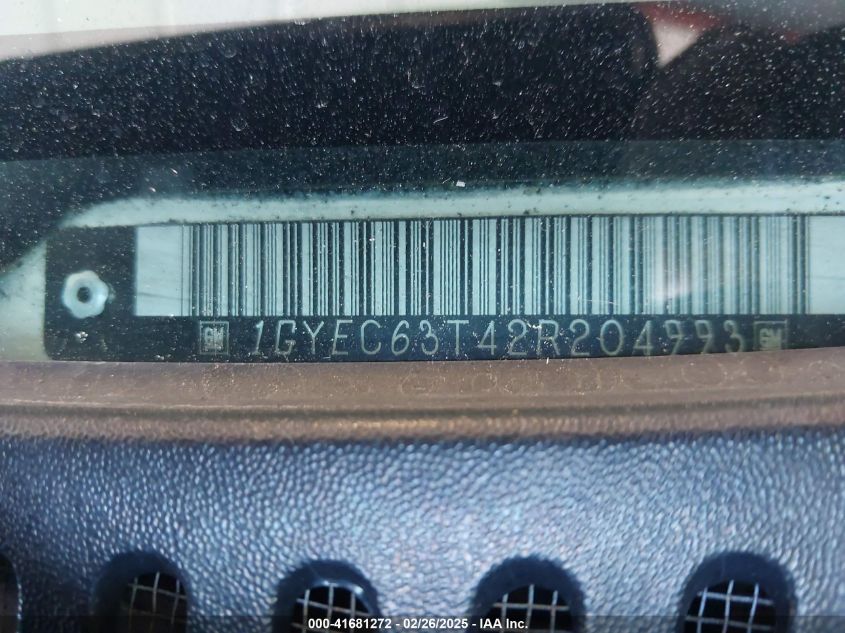 GM 1GYEC63T42R204993 GM
000-41681272 - 02/26/2025 - IAA Inc.